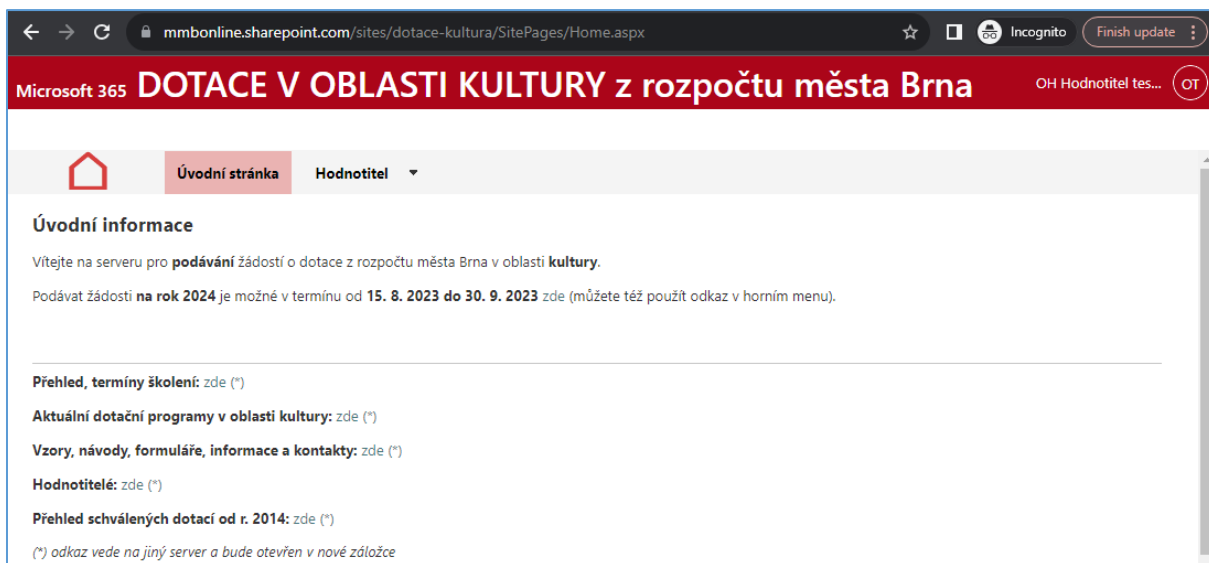 mmbonline.sharepoint.com/sites/dotace-kultura/SitePages/Home.aspx Incognito Finish update
Microsoft 365 DOTACE V OBLASTI KULTURY z rozpočtu města Brna OH Hodnotitel tes... OT
Úvodní stránka Hodnotitel
Úvodní informace
Vítejte na serveru pro podávání žádostí o dotace z rozpočtu města Brna v oblasti kultury.
Podávat žádosti na rok 2024 je možné v termínu od 15. 8. 2023 do 30. 9. 2023 zde (můžete též použít odkaz v horním menu).
Přehled, termíny školení: zde (*)
Aktuální dotační programy v oblasti kultury: zde (*)
Vzory, návody, formuláře, informace a kontakty: zde (*)
Hodnotitelé: zde (*)
Přehled schválených dotací od r. 2014: zde (*)
(*) odkaz vede na jiný server a bude otevřen v nové záložce